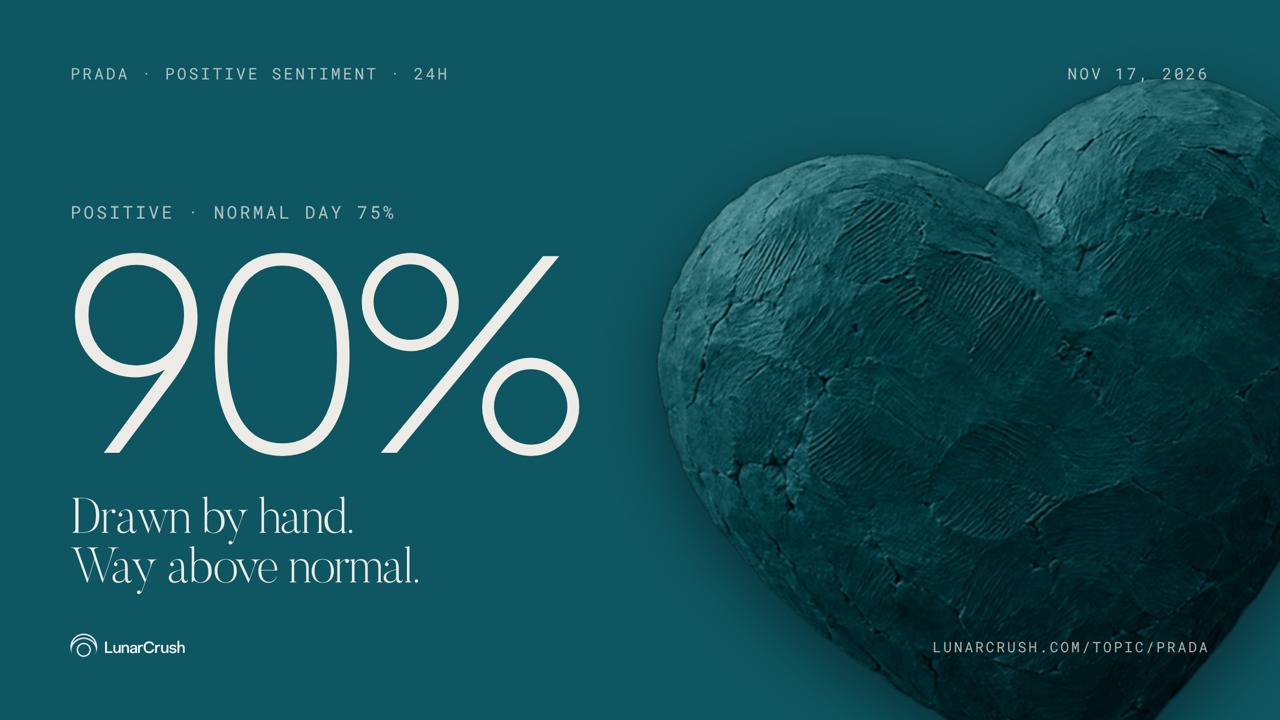 PRADA · POSITIVE SENTIMENT · 24H
NOV 17, 2026
POSITIVE · NORMAL DAY 75%
90%
Drawn by hand.
Way above normal.
LunarCrush
LUNARCRUSH.COM/TOPIC/PRADA